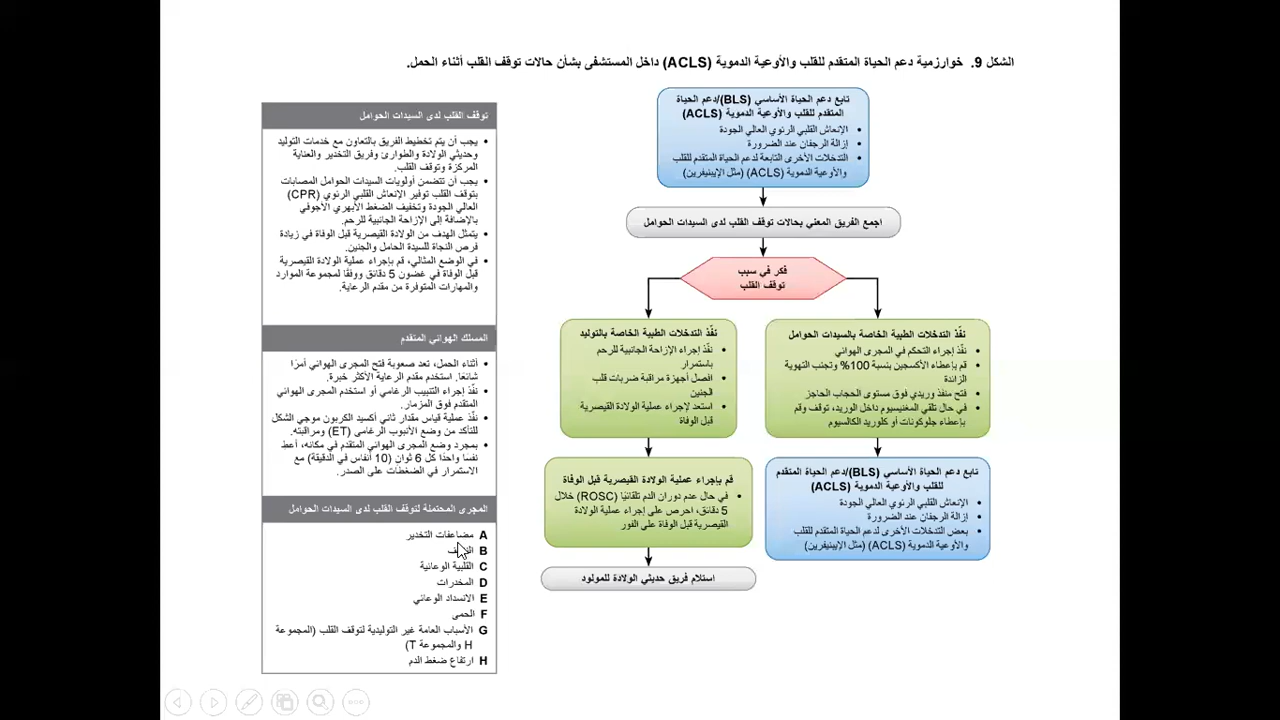 الشكل 9. خوارزمية دعم الحياة المتقدم للقلب والأوعية الدموية (ACLS) داخل المستشفى بشأن حالات توقف القلب أثناء الحمل.
تابع دعم الحياة الأساسي (BLS)/دعم الحياة
المتقدم للقلب والأوعية الدموية (ACLS)
• الإنعاش القلبي الرئوي العالي الجودة
• إزالة الرجفان عند الضرورة
• التدخلات الأخرى التابعة لدعم الحياة المتقدم للقلب
والأوعية الدموية (ACLS) (مثل الإيبنيفرين)
اجمع الفريق المعني بحالات توقف القلب لدى السيدات الحوامل
فكر في سبب
توقف القلب
نفّذ التدخلات الطبية الخاصة بالسيدات الحوامل
• نفّذ إجراء التحكم في المجرى الهوائي
• قم بإعطاء الأكسجين بنسبة 100% وتجنب التهوية
الزائدة
• فتح منفذ وريدي فوق مستوى الحجاب الحاجز
• في حال تلقي المغنيسيوم داخل الوريد، توقف وقم
بإعطاء جلوكونات أو كلوريد الكالسيوم
تابع دعم الحياة الأساسي (BLS)/دعم الحياة المتقدم
للقلب والأوعية الدموية (ACLS)
• الإنعاش القلبي الرئوي العالي الجودة
• إزالة الرجفان عند الضرورة
• بعض التدخلات الأخرى لدعم الحياة المتقدم للقلب
والأوعية الدموية (ACLS) (مثل الإيبنيفرين)
نفّذ التدخلات الطبية الخاصة بالتوليد
• نفّذ إجراء الإزاحة الجانبية للرحم
باستمرار
• افصل أجهزة مراقبة ضربات قلب
الجنين
• استعد لإجراء عملية الولادة القيصرية
قبل الوفاة
قم بإجراء عملية الولادة القيصرية قبل الوفاة
• في حال عدم دوران الدم تلقائيًا (ROSC) خلال
5 دقائق، احرص على إجراء عملية الولادة
القيصرية قبل الوفاة على الفور
استلام فريق حديثي الولادة للمولود
توقف القلب لدى السيدات الحوامل
• يجب أن يتم تخطيط الفريق بالتعاون مع خدمات التوليد
وحديثي الولادة والطوارئ وفريق التخدير والعناية
المركزة وتوقف القلب.
• يجب أن تتضمن أولويات السيدات الحوامل المصابات
بتوقف القلب توفير الإنعاش القلبي الرئوي (CPR)
العالي الجودة وتخفيف الضغط الأبهري الأجوفي
بالإضافة إلى الإزاحة الجانبية للرحم.
• يتمثل الهدف من الولادة القيصرية قبل الوفاة في زيادة
فرص النجاة للسيدة الحامل والجنين.
• في الوضع المثالي، قم بإجراء عملية الولادة القيصرية
قبل الوفاة في غضون 5 دقائق ووفقًا لمجموعة الموارد
والمهارات المتوفرة من مقدم الرعاية.
المسلك الهوائي المتقدم
• أثناء الحمل، تعد صعوبة فتح المجرى الهوائي أمرًا
شائعًا. استخدم مقدم الرعاية الأكثر خبرة.
• نفّذ إجراء التنبيب الرغامي أو استخدم المجرى الهوائي
المتقدم فوق المزمار.
• نفّذ عملية قياس مقدار ثاني أكسيد الكربون موجي الشكل
للتأكد من وضع الأنبوب الرغامي (ET) ومراقبته.
• بمجرد وضع المجرى الهوائي المتقدم في مكانه، أعط
نفسًا واحدًا كل 6 ثوانٍ (10 أنفاس في الدقيقة) مع
الاستمرار في الضغطات على الصدر.
المجرى المحتملة لتوقف القلب لدى السيدات الحوامل
A مضاعفات التخدير
B
C القلبية الوعائية
D المخدرات
E الانسداد الوعائي
F الحمى
G الأسباب العامة غير التوليدية لتوقف القلب (المجموعة
H والمجموعة T)
H ارتفاع ضغط الدم